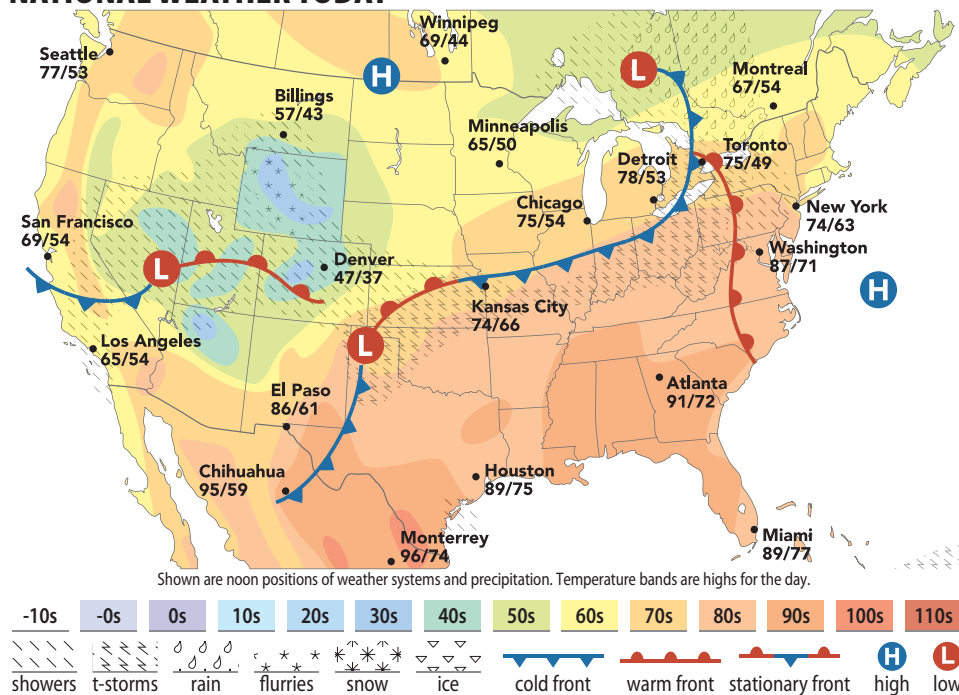 NATIONAL WEATHER TODAY
Winnipeg
69/44
Seattle
77/53
H
L
Montreal
67/54
Billings
57/43
Minneapolis
65/50
Toronto
75/49
Detroit
78/53
Chicago
75/54
New York
74/63
San Francisco
69/54
Washington
87/71
L
Denver
47/37
H
Kansas City
74/66
Los Angeles
65/54
L
El Paso
86/61
Atlanta
91/72
Chihuahua
95/59
Houston
89/75
Monterrey
96/74
Miami
89/77
Shown are noon positions of weather systems and precipitation. Temperature bands are highs for the day.
-10s -0s 0s 10s 20s 30s 40s 50s 60s 70s 80s 90s 100s 110s
H L
showers t-storms rain flurries snow ice cold front warm front stationary front high low